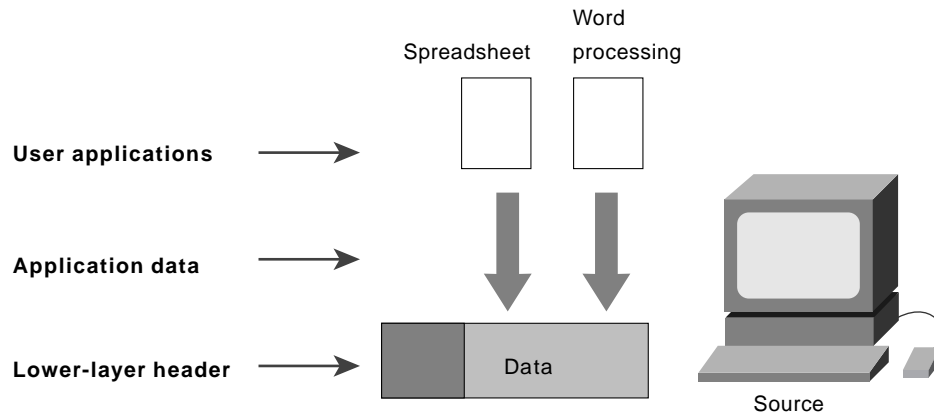 Word
Spreadsheet processing
User applications
Application data
Lower-layer header
Data
Source